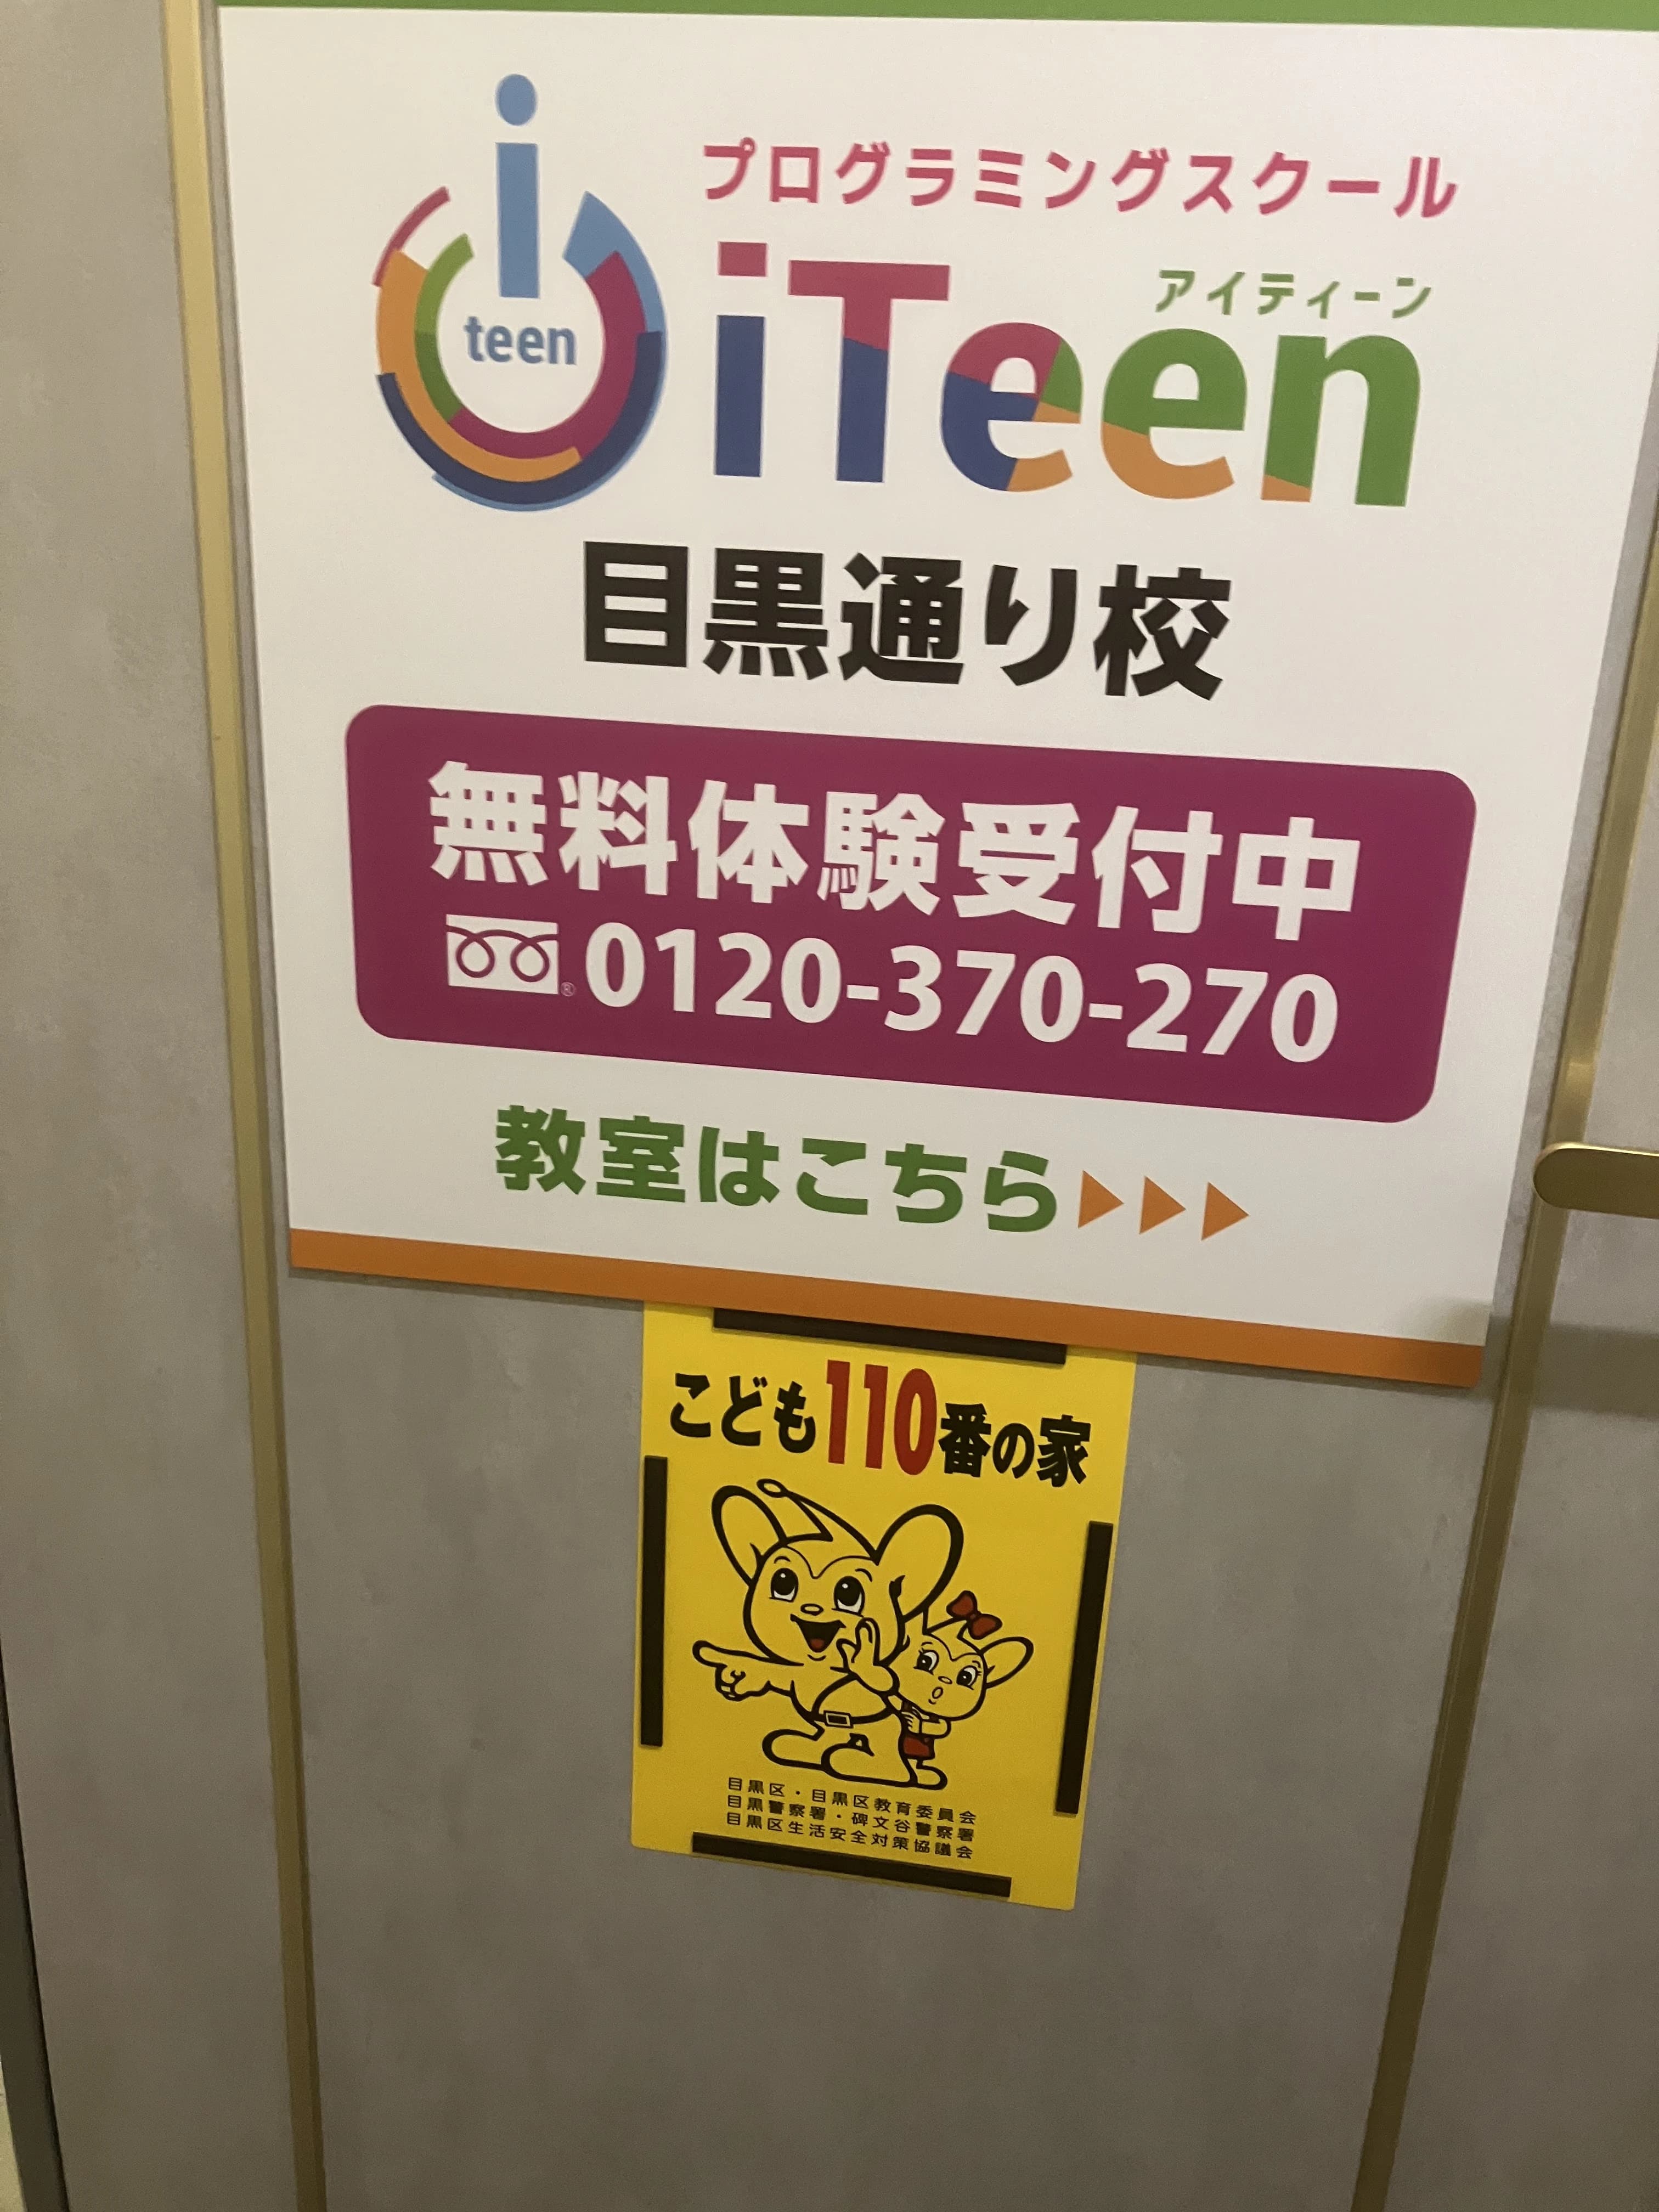 i
teen
プログラミングスクール
アイティーン
iTeen
目黒通り校
無料体験受付中
®0120-370-270
教室はこちら▶▶▶
こども110番の家
目黒区・目黒区教育委員会
目黒警察署・碑文谷警察署
目黒区生活安全対策協議会